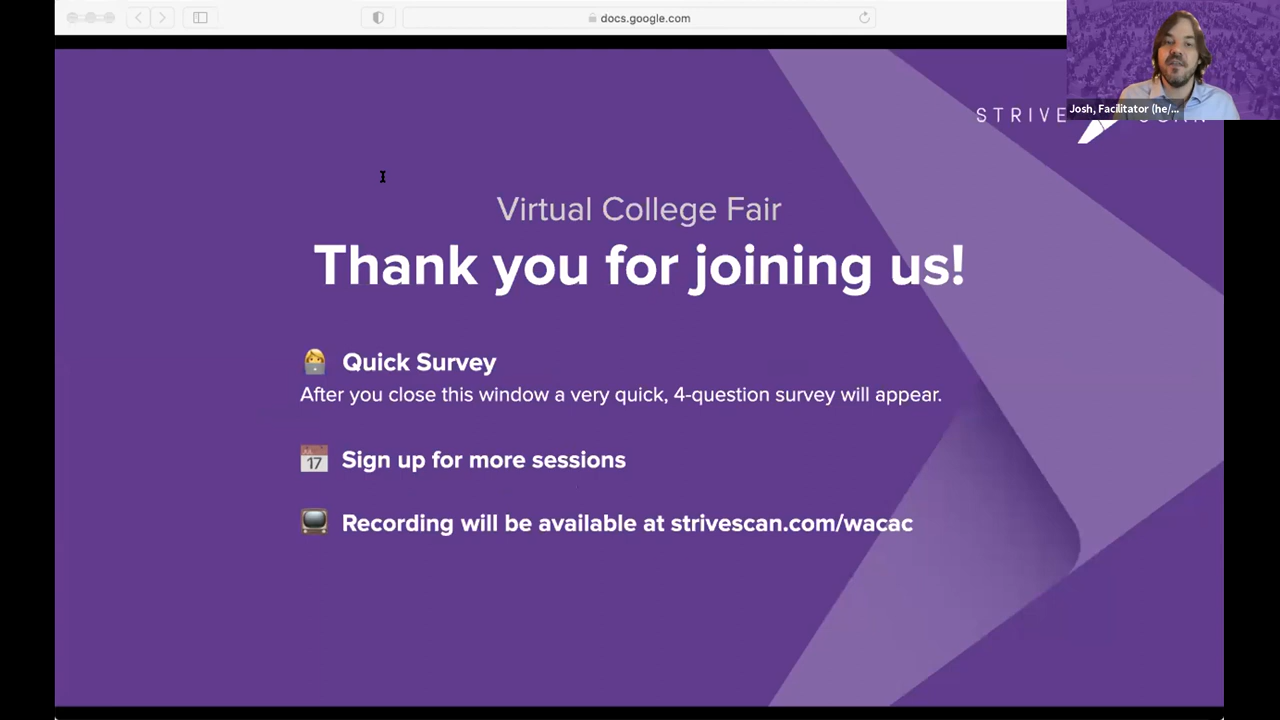 docs.google.com
Josh, Facilitator (he/...
STRIVE
Virtual College Fair
Thank you for joining us!
Quick Survey
After you close this window a very quick, 4-question survey will appear.
17
Sign up for more sessions
Recording will be available at strivescan.com/wacac